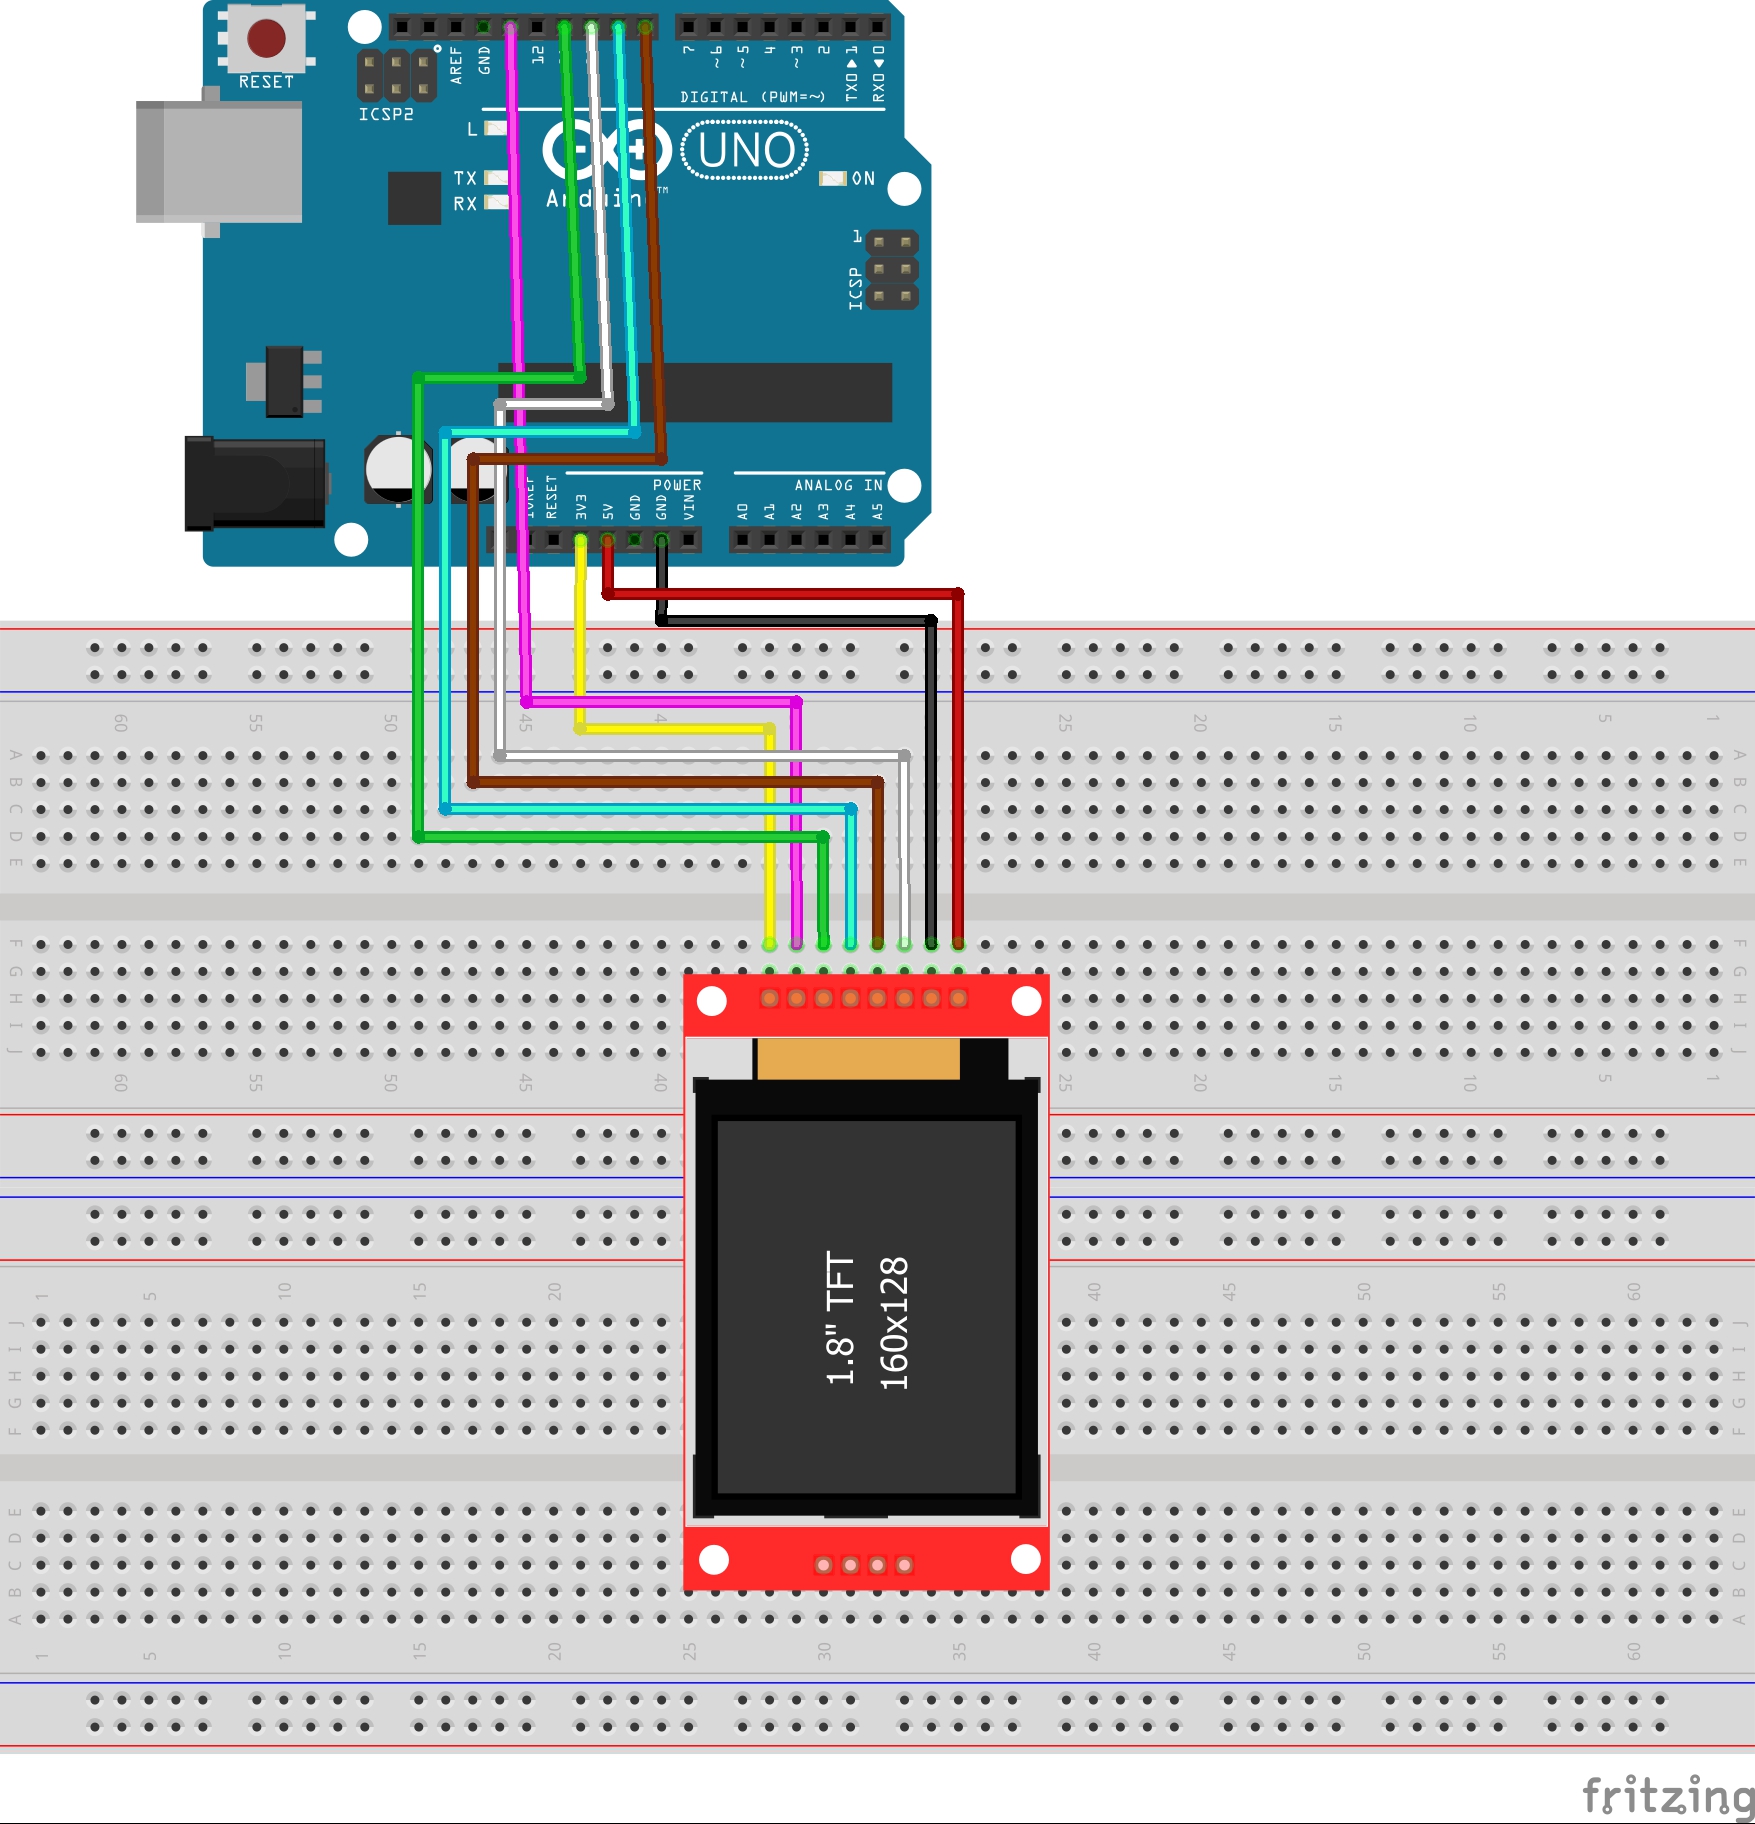 RESET
ICSP2
AREF
GND
12
7
~6
~5
4
~3
2
TX0▶1
RX0◀0
DIGITAL (PWM=~)
L
TX
RX
UNO
ON
Arduino™
1
ICSP
RESET
3V3
5V
GND
GND
VIN
POWER
ANALOG IN
A0
A1
A2
A3
A4
A5
60 55 50 45 4 25 20 15 10 5 1
A A
B B
C C
D D
E E
F F
G G
H H
I I
J J
60 55 50 45 40 25 20 15 10 5 1
1 5 10 15 20 40 45 50 55 60
J J
I I
H H
G G
F F
1.8" TFT
160x128
E E
D D
C C
B B
A A
1 5 10 15 20 25 30 35 40 45 50 55 60
fritzing